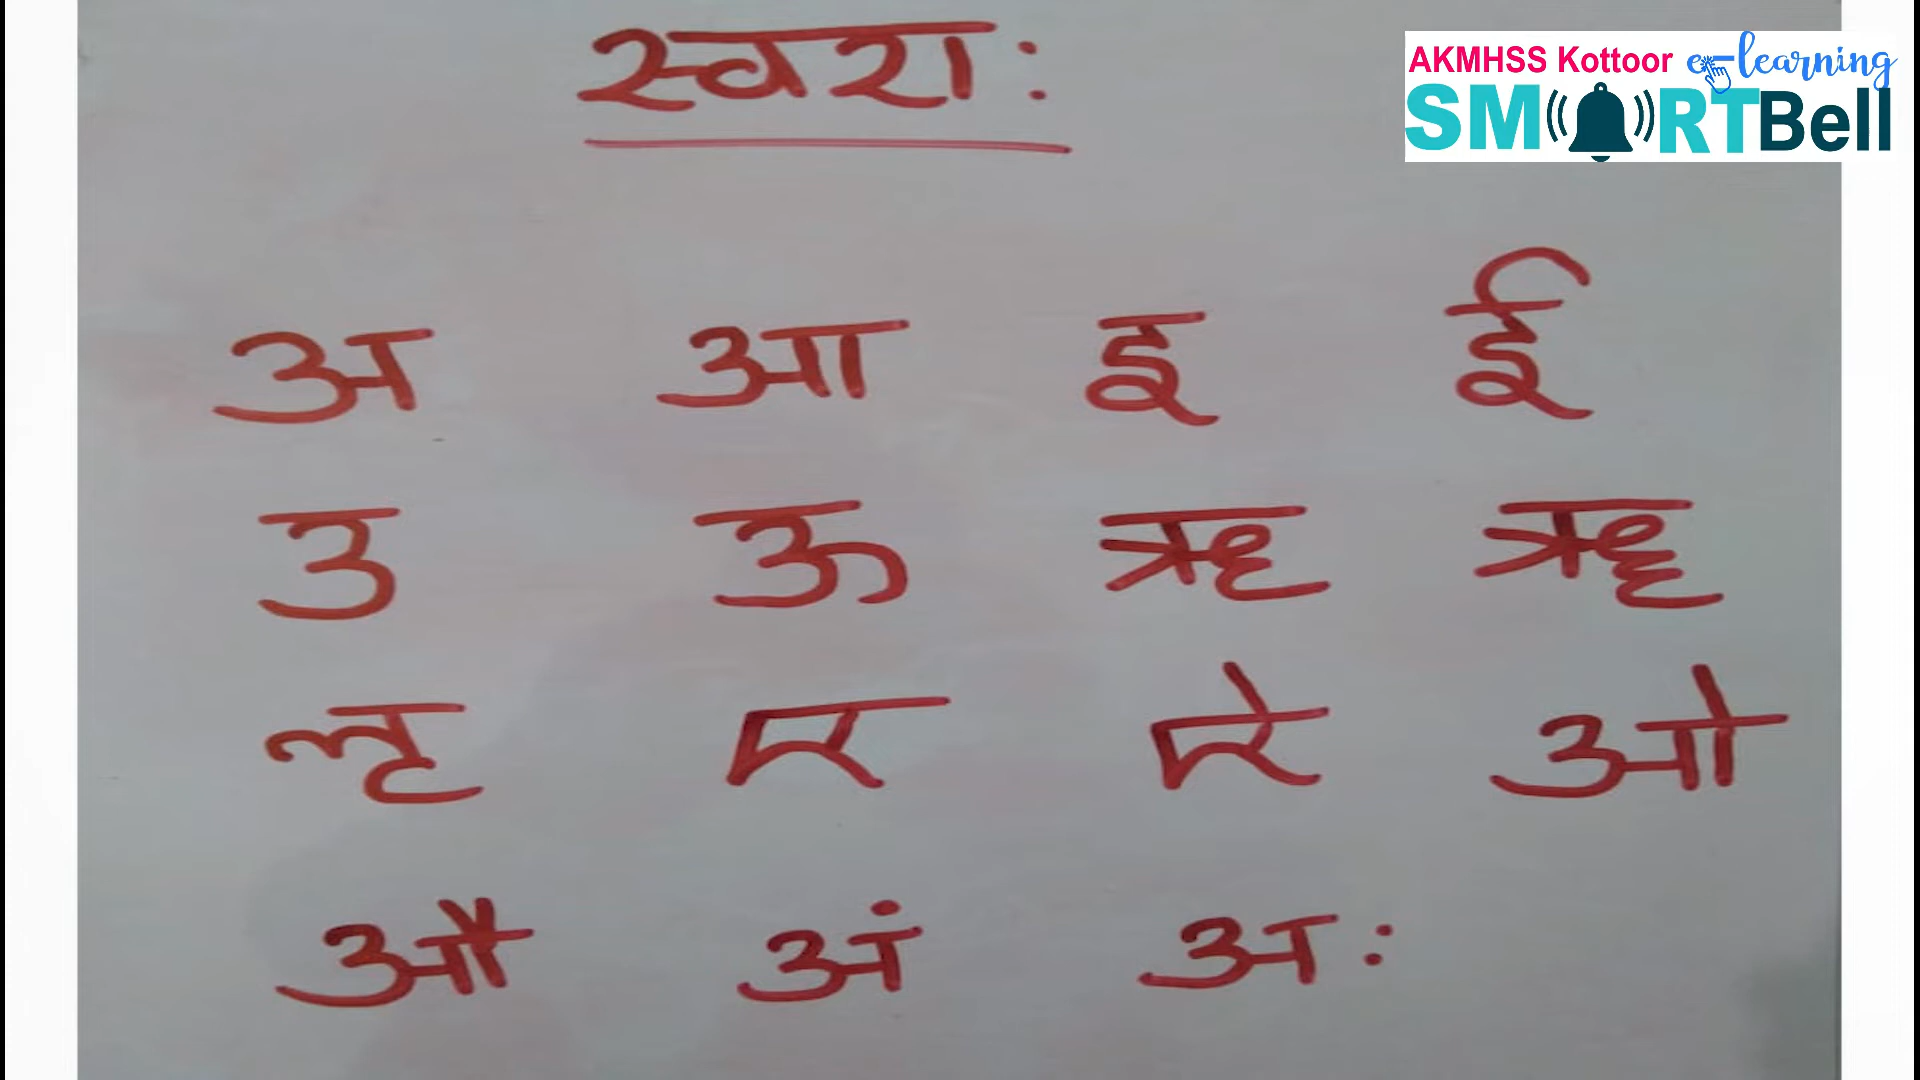 स्वराः
AKMHSS Kottoor e-learning
SMARTBell
अ आ इ ई
उ ऊ ऋ ॠ
ऌ ए ऐ ओ
औ अं अः